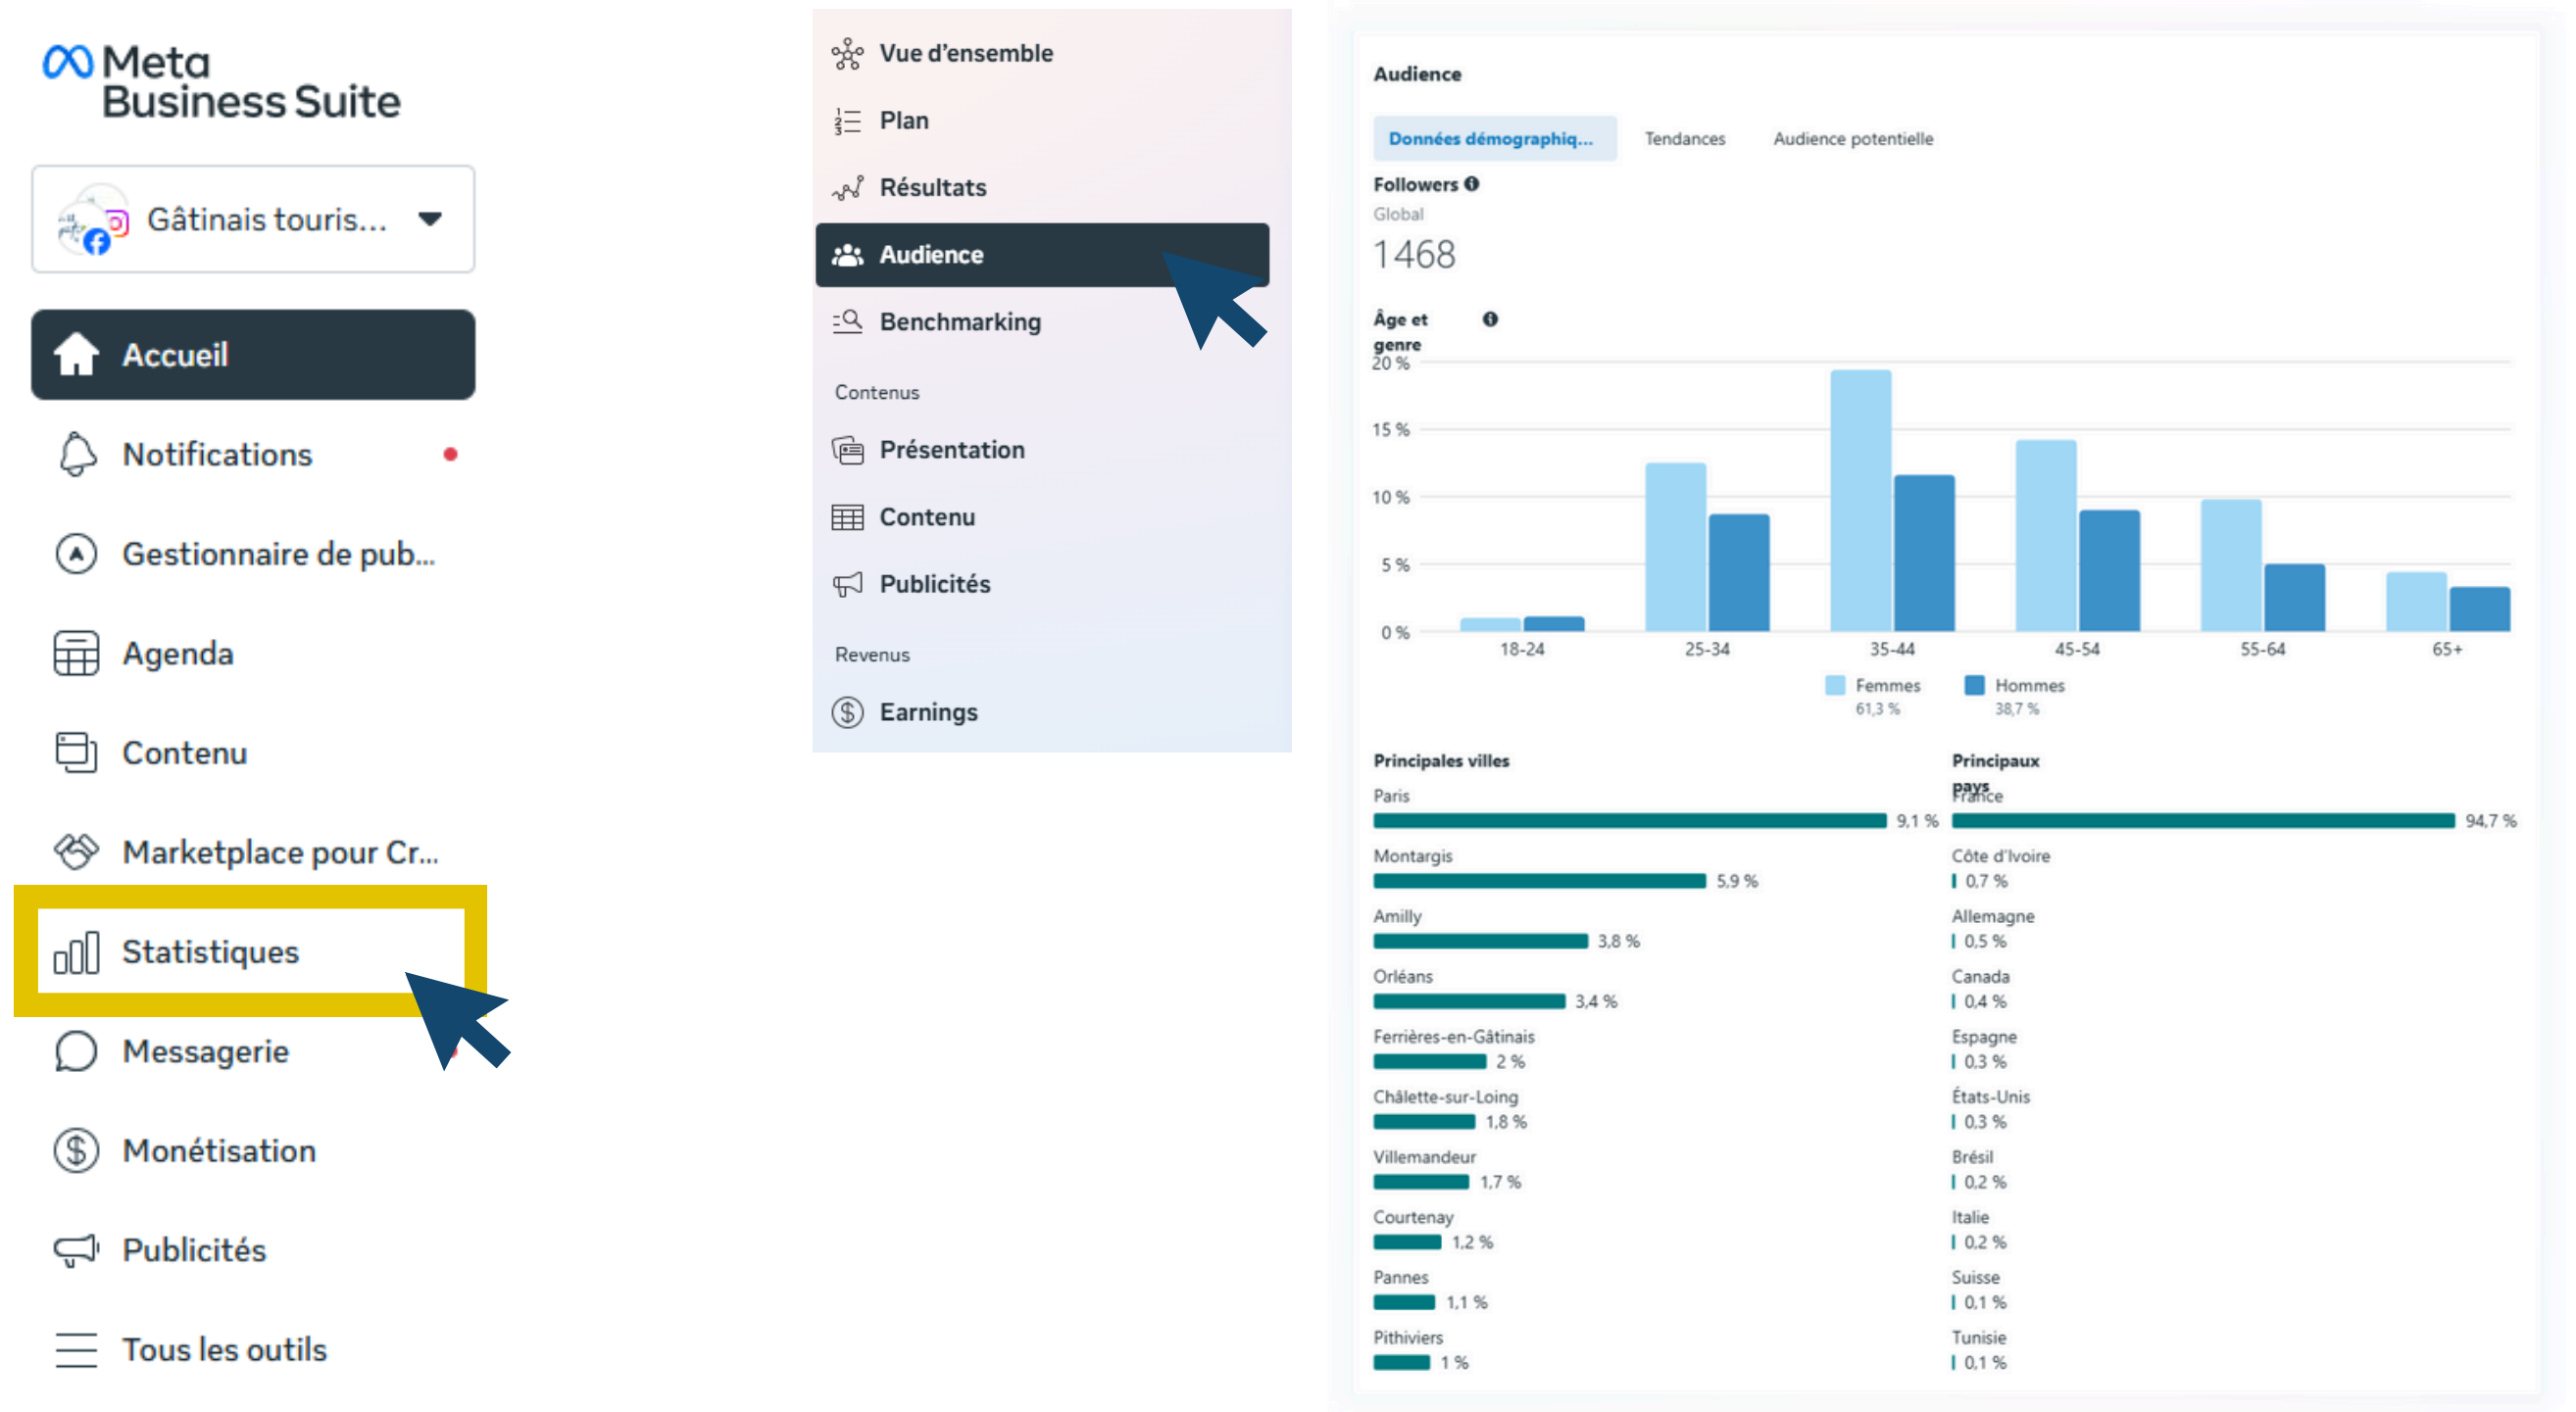 Meta
Business Suite
Gâtinais touris...
Accueil
Notifications
Gestionnaire de pub...
Agenda
Contenu
Marketplace pour Cr...
Statistiques
Messagerie
Monétisation
Publicités
Tous les outils
Vue d'ensemble
Plan
Résultats
Audience
Benchmarking
Contenus
Présentation
Contenu
Publicités
Revenus
Earnings
Audience
Données démographiq... Tendances Audience potentielle
Followers
Global
1468
Âge et
genre
20 %
15 %
10 %
5 %
0 %
18-24 25-34 35-44 45-54 55-64 65+
Femmes Hommes
61,3 % 38,7 %
Principales villes
Paris
9,1 %
Montargis
5,9 %
Amilly
3,8 %
Orléans
3,4 %
Ferrières-en-Gâtinais
2 %
Châlette-sur-Loing
1,8 %
Villemandeur
1,7 %
Courtenay
1,2 %
Pannes
1,1 %
Pithiviers
1 %
Principaux
pays
France
94,7 %
Côte d'Ivoire
0,7 %
Allemagne
0,5 %
Canada
0,4 %
Espagne
0,3 %
États-Unis
0,3 %
Brésil
0,2 %
Italie
0,2 %
Suisse
0,1 %
Tunisie
0,1 %